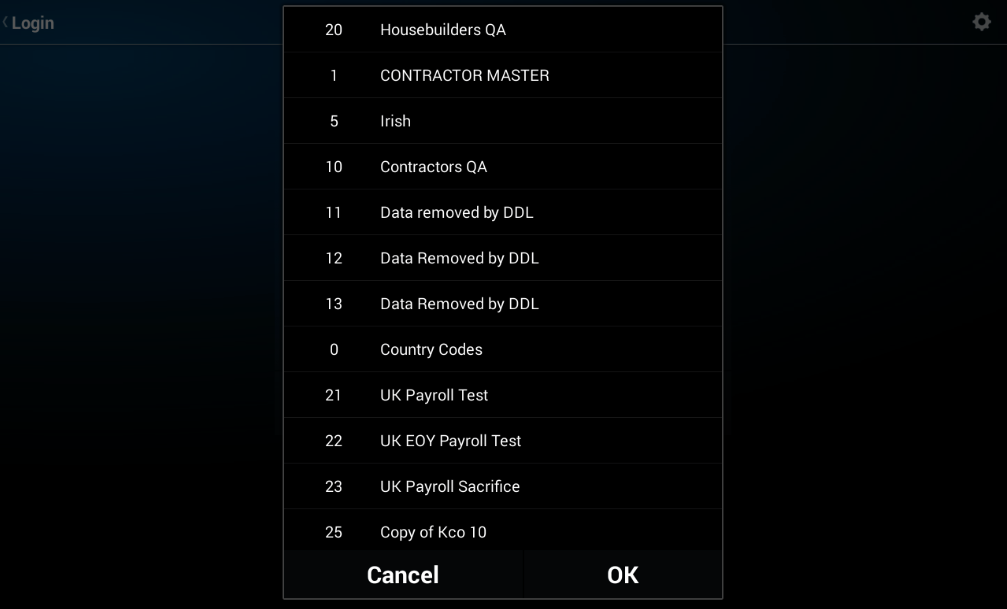 Login
20 Housebuilders QA
1 CONTRACTOR MASTER
5 Irish
10 Contractors QA
11 Data removed by DDL
12 Data Removed by DDL
13 Data Removed by DDL
0 Country Codes
21 UK Payroll Test
22 UK EOY Payroll Test
23 UK Payroll Sacrifice
25 Copy of Kco 10
Cancel OK